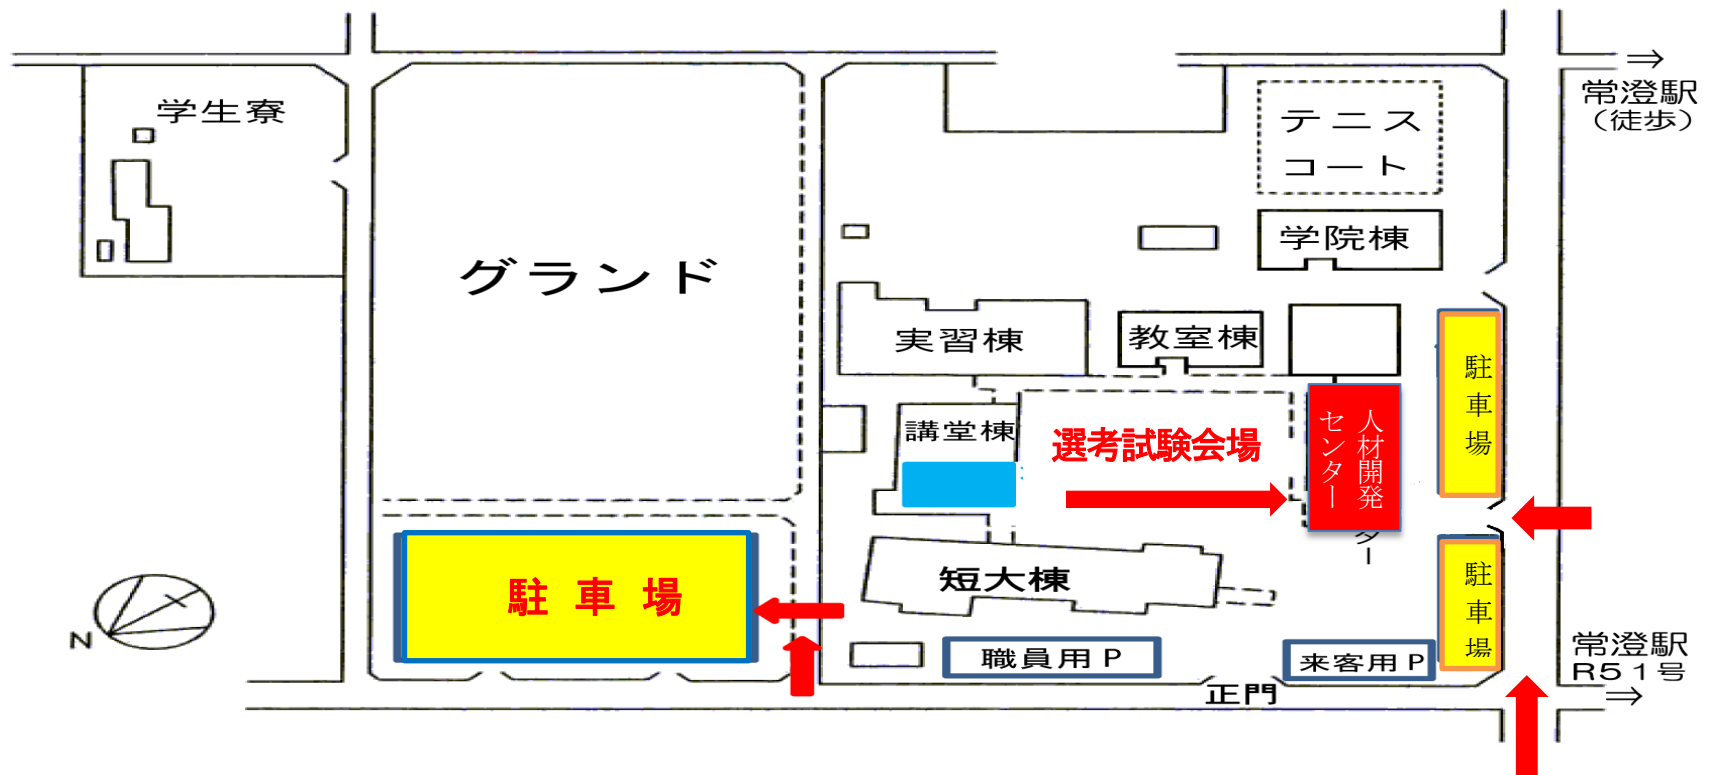 学生寮
グランド
テニス
コート
⇒
常澄駅
(徒歩)
学院棟
実習棟
教室棟
講堂棟
選考試験会場
人材開発
センター
ター
駐車場
駐車場
駐車場
短大棟
職員用P
来客用P
正門
常澄駅
R51号
⇒
N